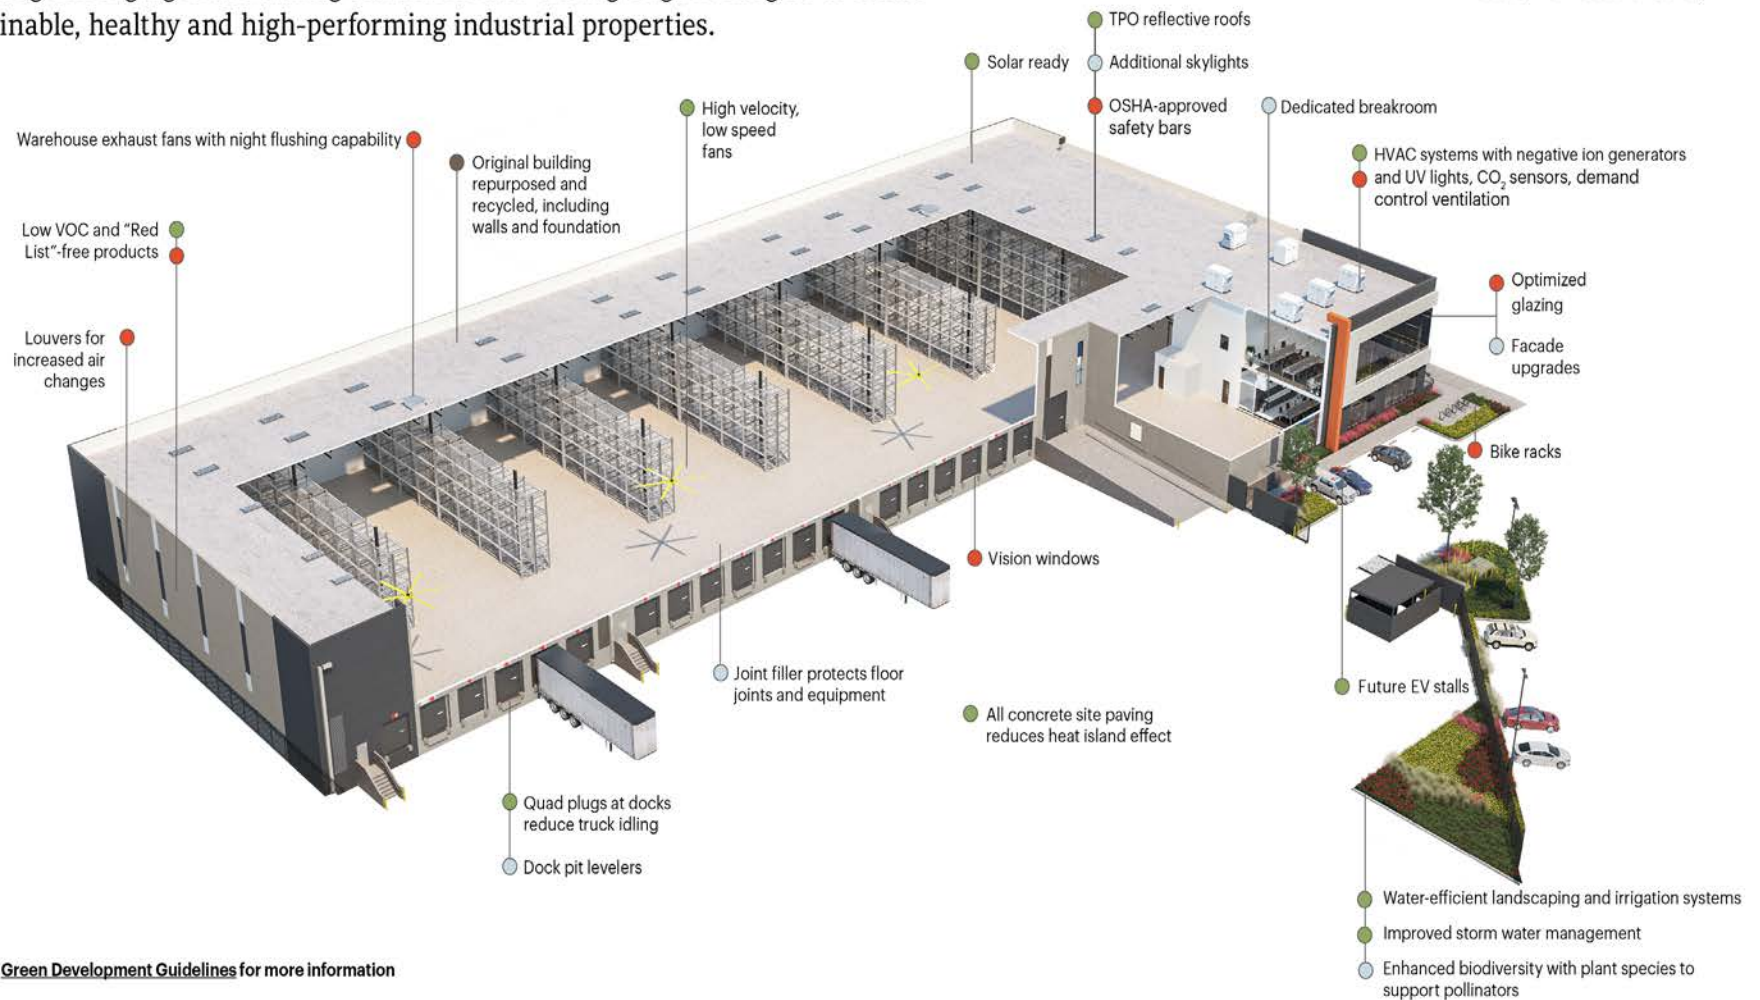 inable, healthy and high-performing industrial properties.
TPO reflective roofs
Solar ready
Additional skylights
High velocity,
low speed
fans
OSHA-approved
safety bars
Dedicated breakroom
Warehouse exhaust fans with night flushing capability
Original building
repurposed and
recycled, including
walls and foundation
HVAC systems with negative ion generators
and UV lights, CO2 sensors, demand
control ventilation
Low VOC and “Red
List”-free products
Optimized
glazing
Louvers for
increased air
changes
Facade
upgrades
Bike racks
Vision windows
Joint filler protects floor
joints and equipment
Future EV stalls
All concrete site paving
reduces heat island effect
Quad plugs at docks
reduce truck idling
Dock pit levelers
Water-efficient landscaping and irrigation systems
Improved storm water management
Enhanced biodiversity with plant species to
support pollinators
Green Development Guidelines for more information